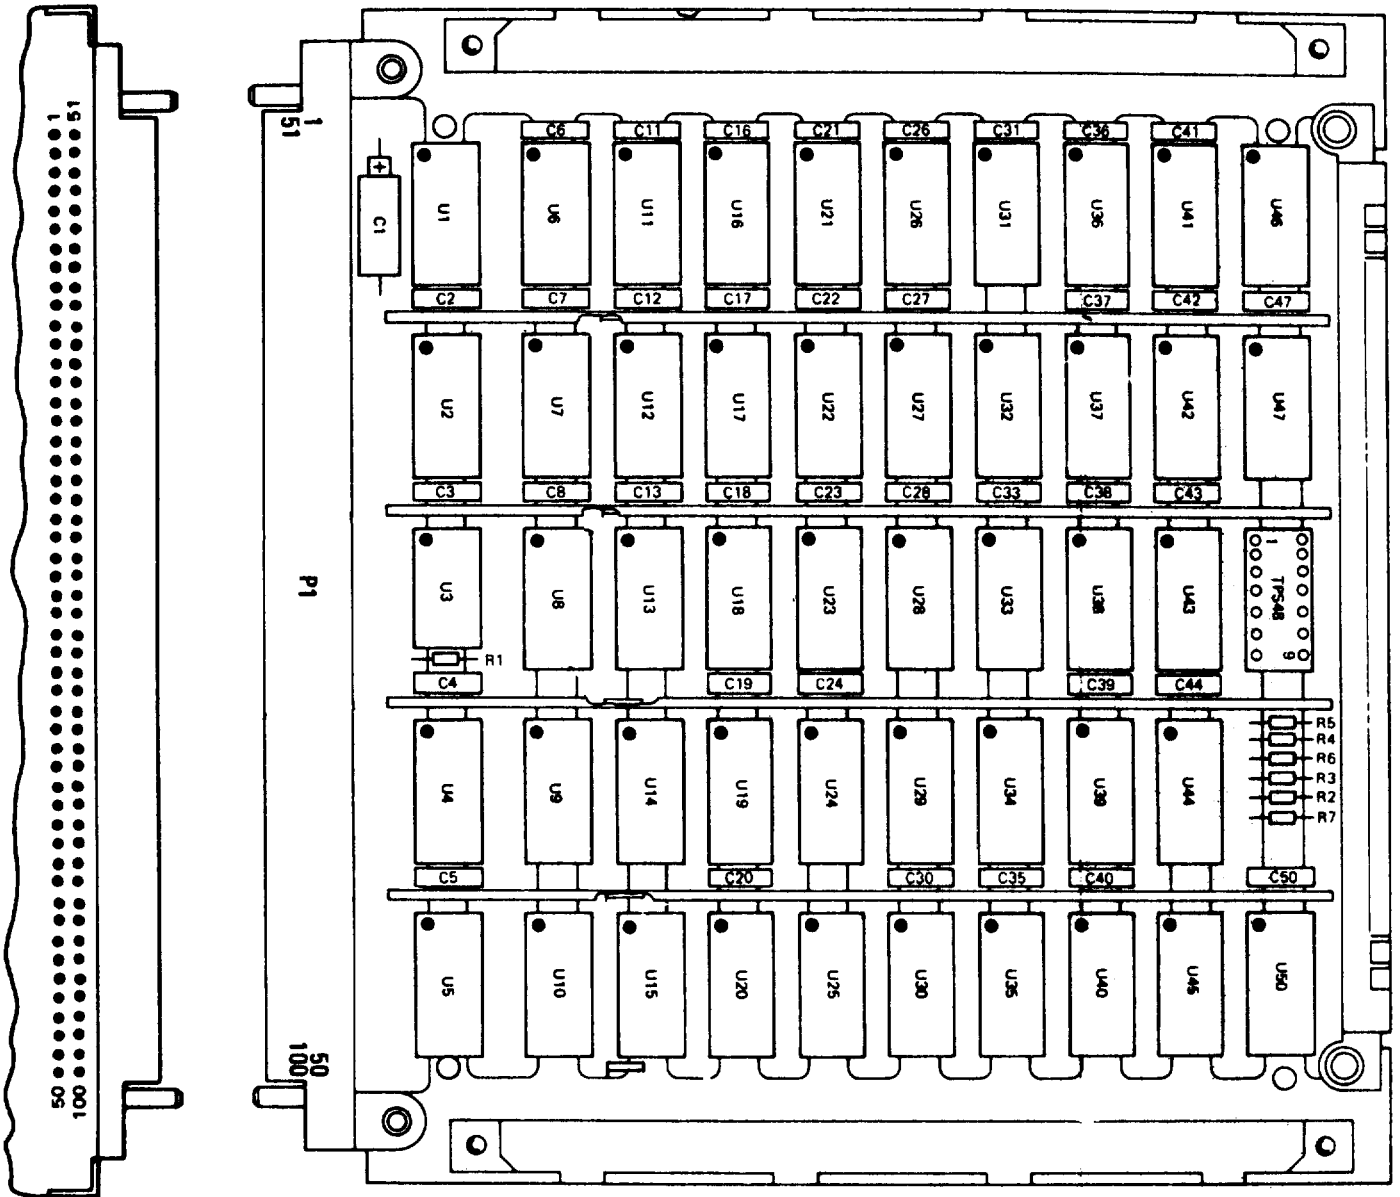 1 51
1
51
C6 C11 C16 C21 C26 C31 C36 C41
C1 U1 U6 U11 U16 U21 U26 U31 U36 U41 U46
C2 C7 C12 C17 C22 C27 C37 C42 C47
U2 U7 U12 U17 U22 U27 U32 U37 U42 U47
C3 C8 C13 C18 C23 C28 C33 C38 C43
1
P1 U3 U8 U13 U18 U23 U28 U33 U38 U43 TPS48
9
R1
C4 C19 C24 C39 C44
R5
R4
R6
R3
R2
R7
U4 U9 U14 U19 U24 U29 U34 U39 U44
C5 C20 C30 C35 C40 C50
U5 U10 U15 U20 U25 U30 U35 U40 U45 U50
50
100
50 100